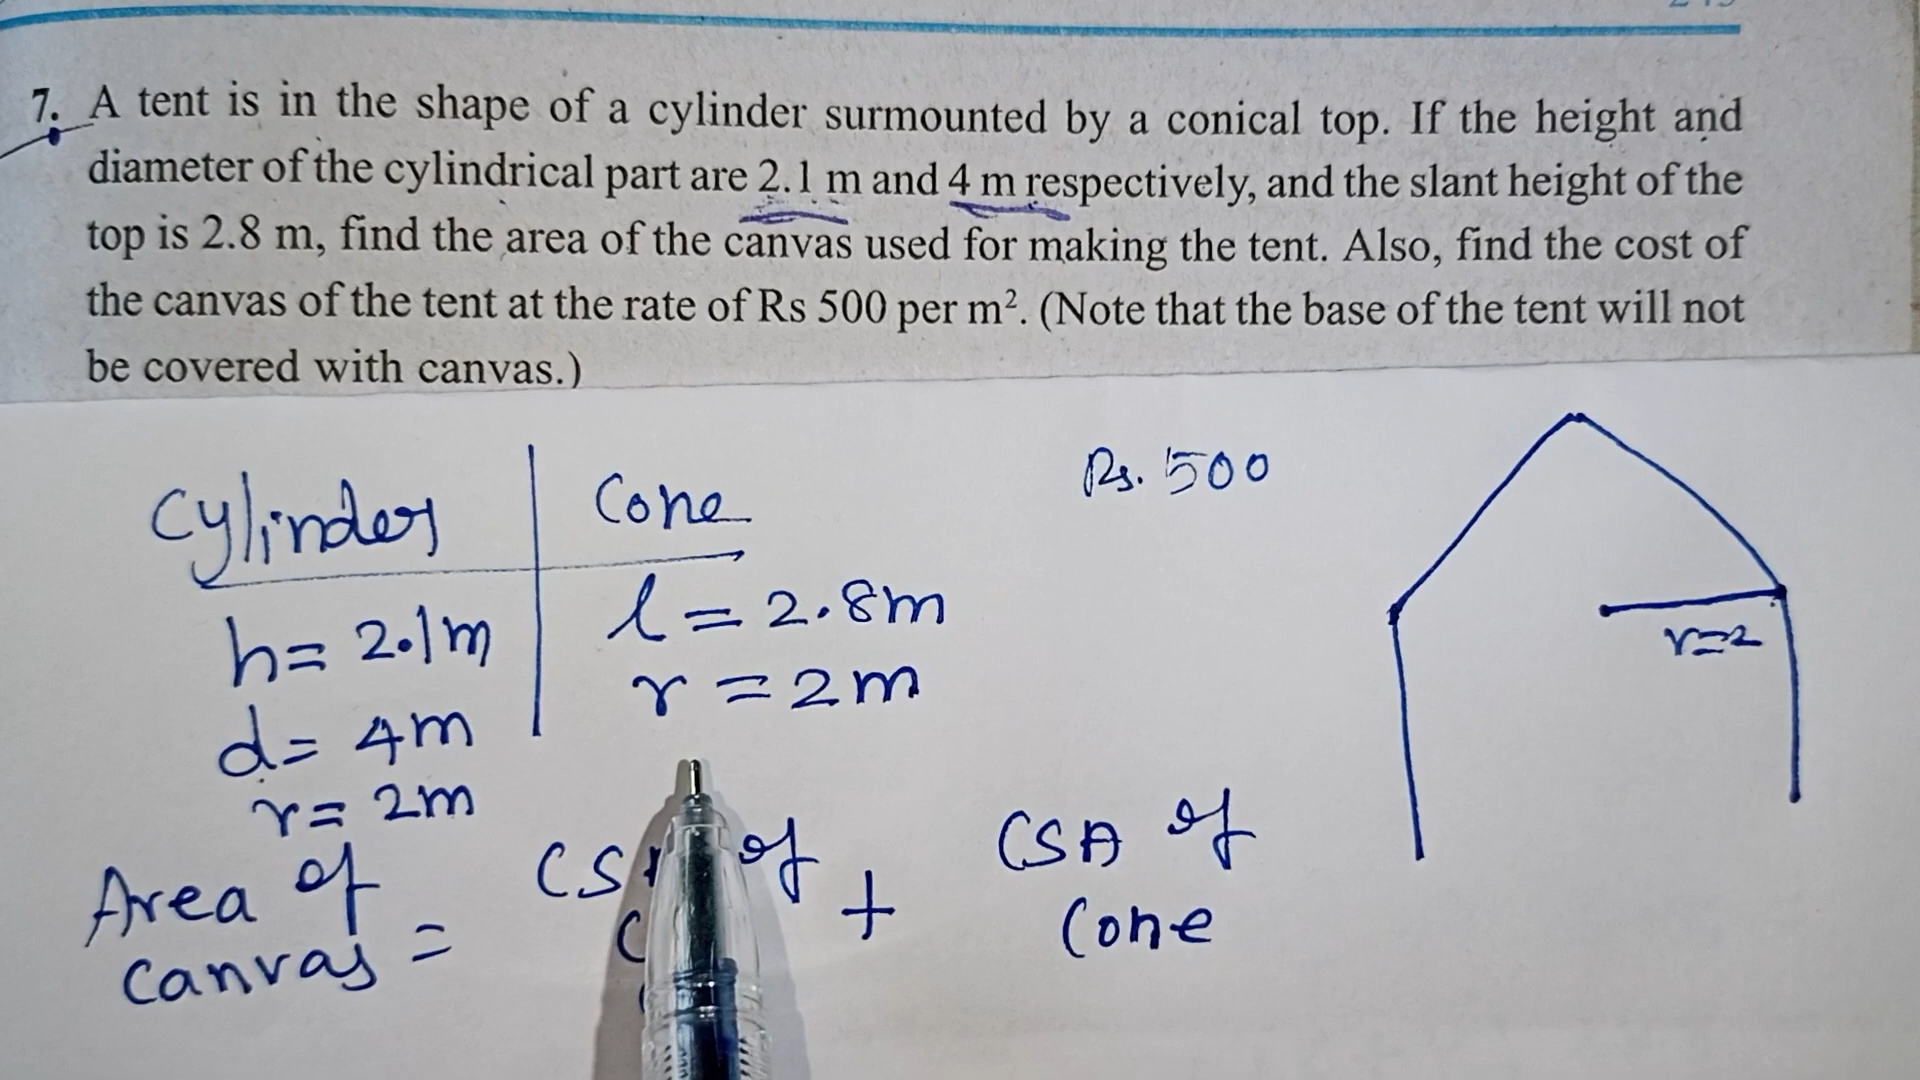 7. A tent is in the shape of a cylinder surmounted by a conical top. If the height and
diameter of the cylindrical part are 2.1 m and 4 m respectively, and the slant height of the
top is 2.8 m, find the area of the canvas used for making the tent. Also, find the cost of
the canvas of the tent at the rate of Rs 500 per m². (Note that the base of the tent will not
be covered with canvas.)
Cylinder
h = 2.1m
d = 4m
r = 2m
Cone
l = 2.8m
r = 2m
Rs. 500
r=2
Area of canvas = CSA of + CSA of Cone